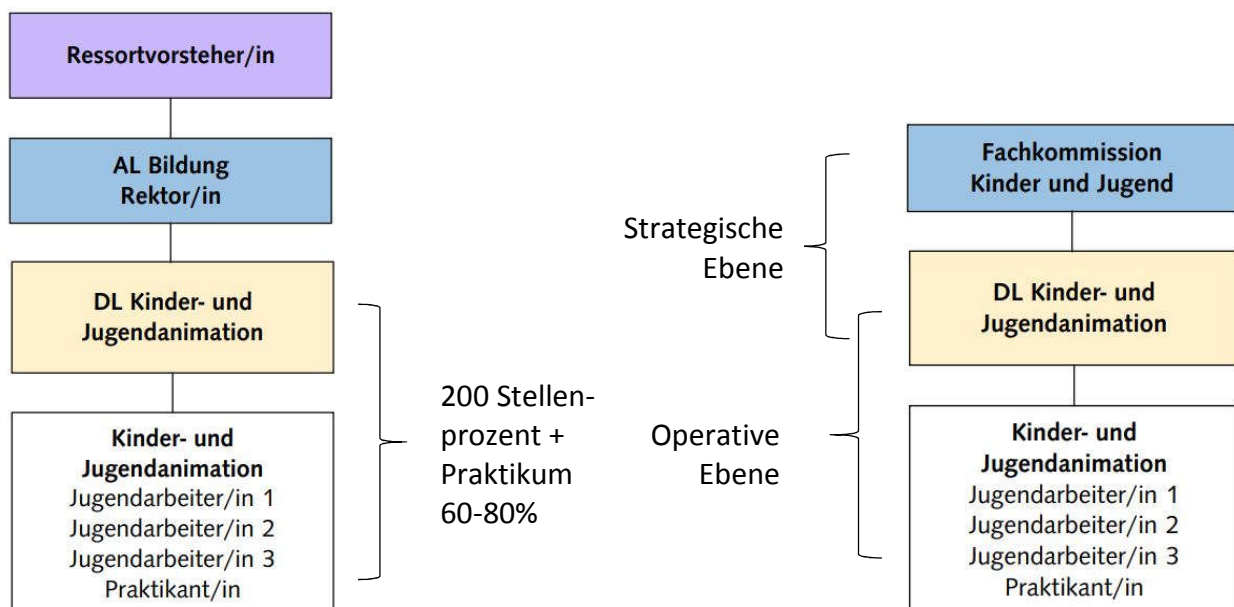 Ressortvorsteher/in
AL Bildung
Rektor/in
DL Kinder- und
Jugendanimation
Kinder- und
Jugendanimation
Jugendarbeiter/in 1
Jugendarbeiter/in 2
Jugendarbeiter/in 3
Praktikant/in
200 Stellen-
prozent +
Praktikum
60-80%
Strategische
Ebene
Operative
Ebene
Fachkommission
Kinder und Jugend
DL Kinder- und
Jugendanimation
Kinder- und
Jugendanimation
Jugendarbeiter/in 1
Jugendarbeiter/in 2
Jugendarbeiter/in 3
Praktikant/in